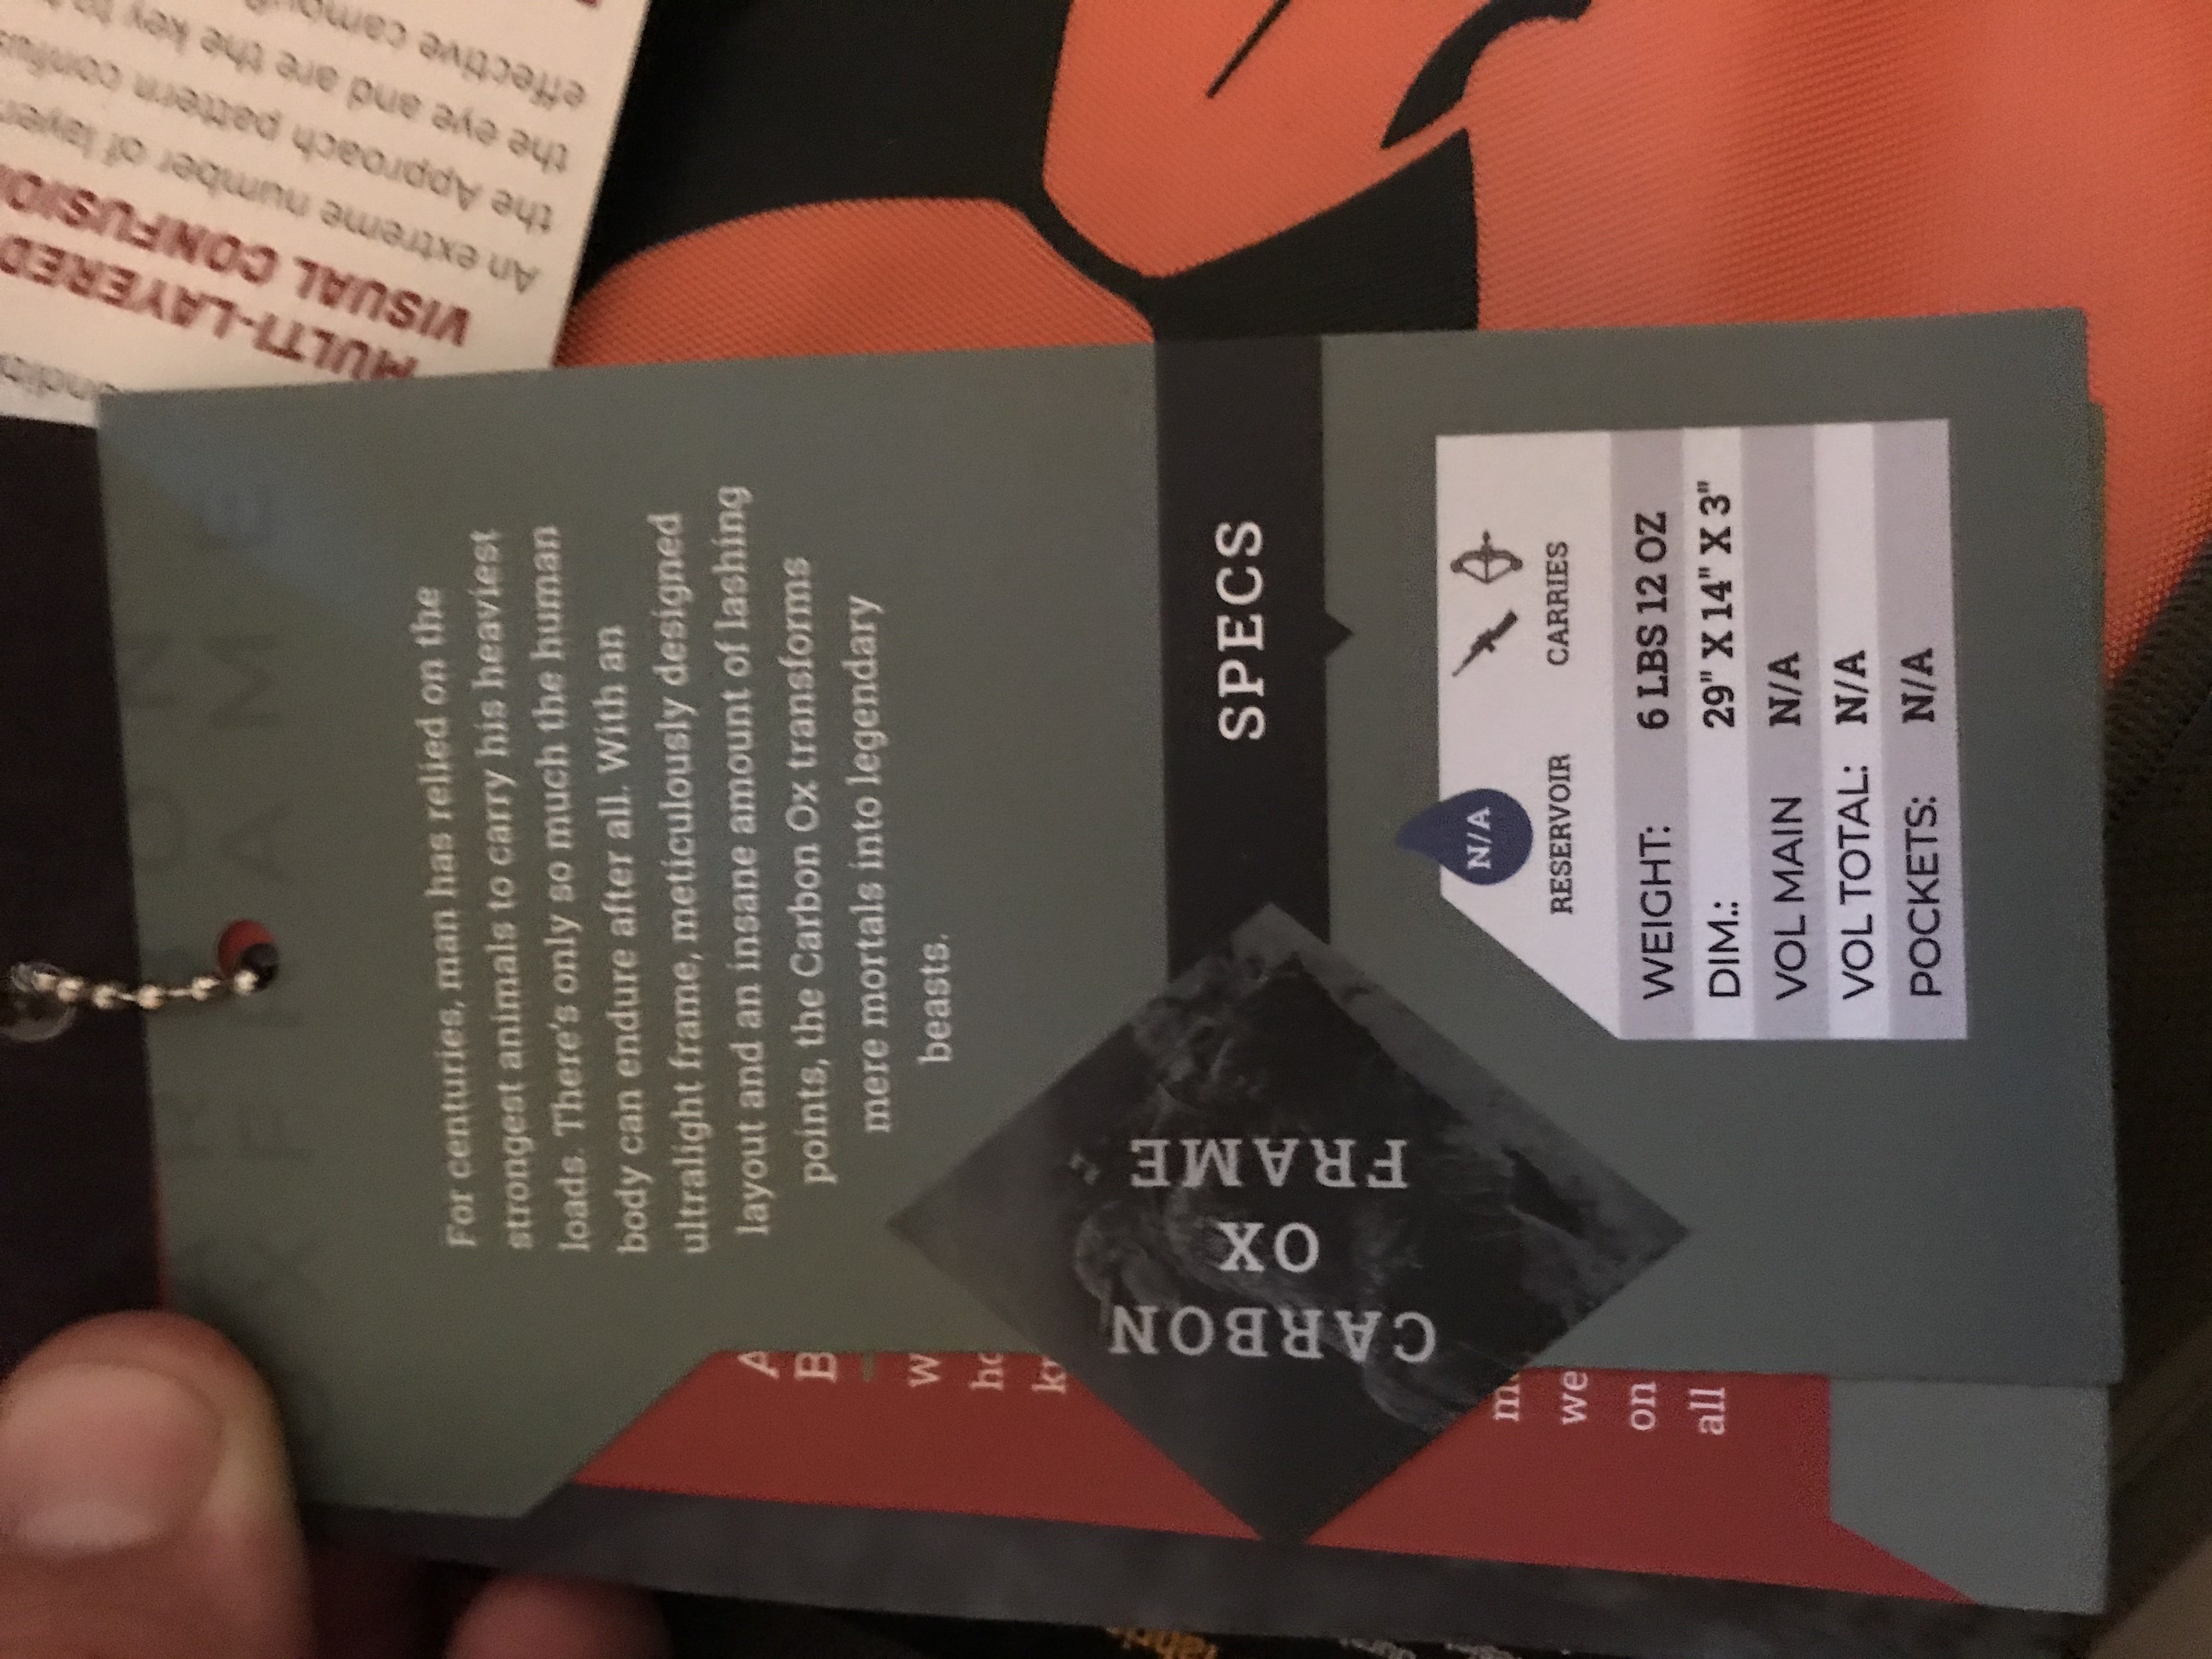 For centuries, man has relied on the
strongest animals to carry his heaviest
loads. There's only so much the human
body can endure after all. With an
ultralight frame, meticulously designed
layout and an insane amount of lashing
points, the Carbon Ox transforms
mere mortals into legendary
beasts.
CARBON
OX
FRAME
SPECS
N/A
RESERVOIR CARRIES
WEIGHT: 6 LBS 12 OZ
DIM.: 29" X 14" X 3"
VOL MAIN N/A
VOL TOTAL: N/A
POCKETS: N/A
A
B
w
m
we
on
all
MULTI-LAYERED
VISUAL CONFUSION
An extreme number of layer
the Approach pattern confus
the eye and are the key to
effective